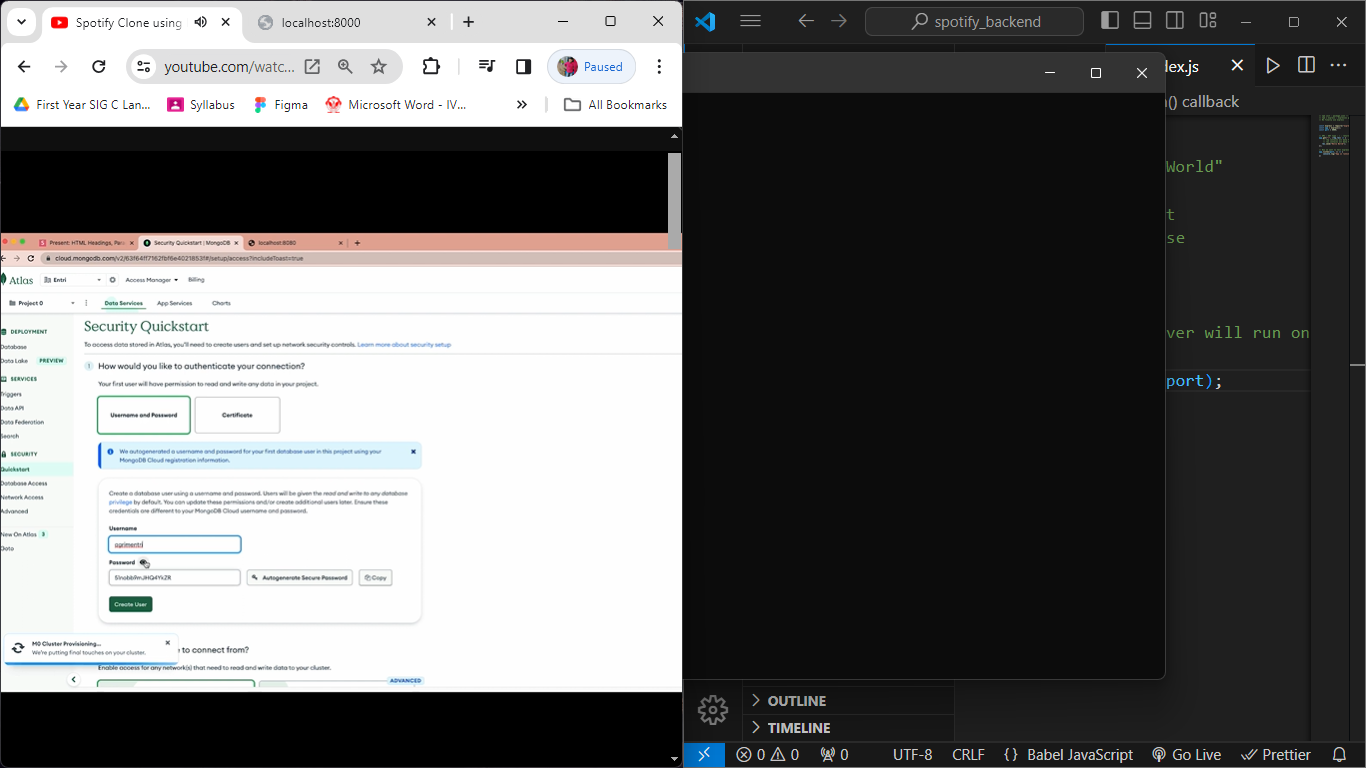 Spotify Clone using
localhost:8000
youtube.com/watc...
Paused
First Year SIG C Lan...
Syllabus
Figma
Microsoft Word - IV...
All Bookmarks
Present: HTML Headings, Par
Security Quickstart | MongoDB
localhost:8080
cloud.mongodb.com/v2/63f64ff7162fbf6e4021853f#/setup/access?includeToast=true
Atlas
Entri
Access Manager
Billing
Project 0
Data Services
App Services
Charts
DEPLOYMENT
Database
Data Lake
PREVIEW
SERVICES
Triggers
Data API
Data Federation
Search
SECURITY
Quickstart
Database Access
Network Access
Advanced
New On Atlas 3
Goto
Security Quickstart
To access data stored in Atlas, you'll need to create users and set up network security controls. Learn more about security setup
1 How would you like to authenticate your connection?
Your first user will have permission to read and write any data in your project.
Username and Password
Certificate
We autogenerated a username and password for your first database user in this project using your
MongoDB Cloud registration information.
Create a database user using a username and password. Users will be given the read and write to any database
privilege by default. You can update these permissions and/or create additional users later. Ensure these
credentials are different to your MongoDB Cloud username and password.
Username
Password
Autogenerate Secure Password
Copy
Create User
M0 Cluster Provisioning...
We're putting final touches on your cluster.
e to connect from?
Enable access for any network(s) that need to read and write data to your cluster.
ADVANCED
spotify_backend
dex.js
() callback
World"
t
se
ver will run on
port);
OUTLINE
TIMELINE
0 0 0
UTF-8
CRLF
{} Babel JavaScript
Go Live
Prettier